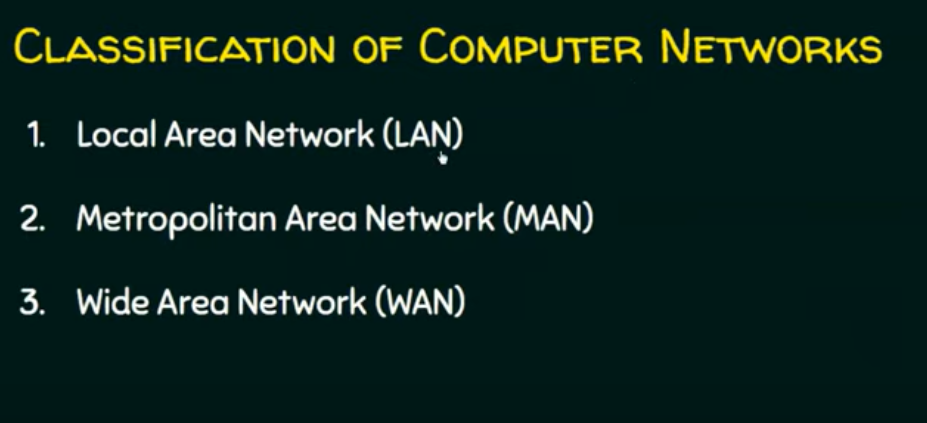 Classification of Computer Networks
1. Local Area Network (LAN)
2. Metropolitan Area Network (MAN)
3. Wide Area Network (WAN)